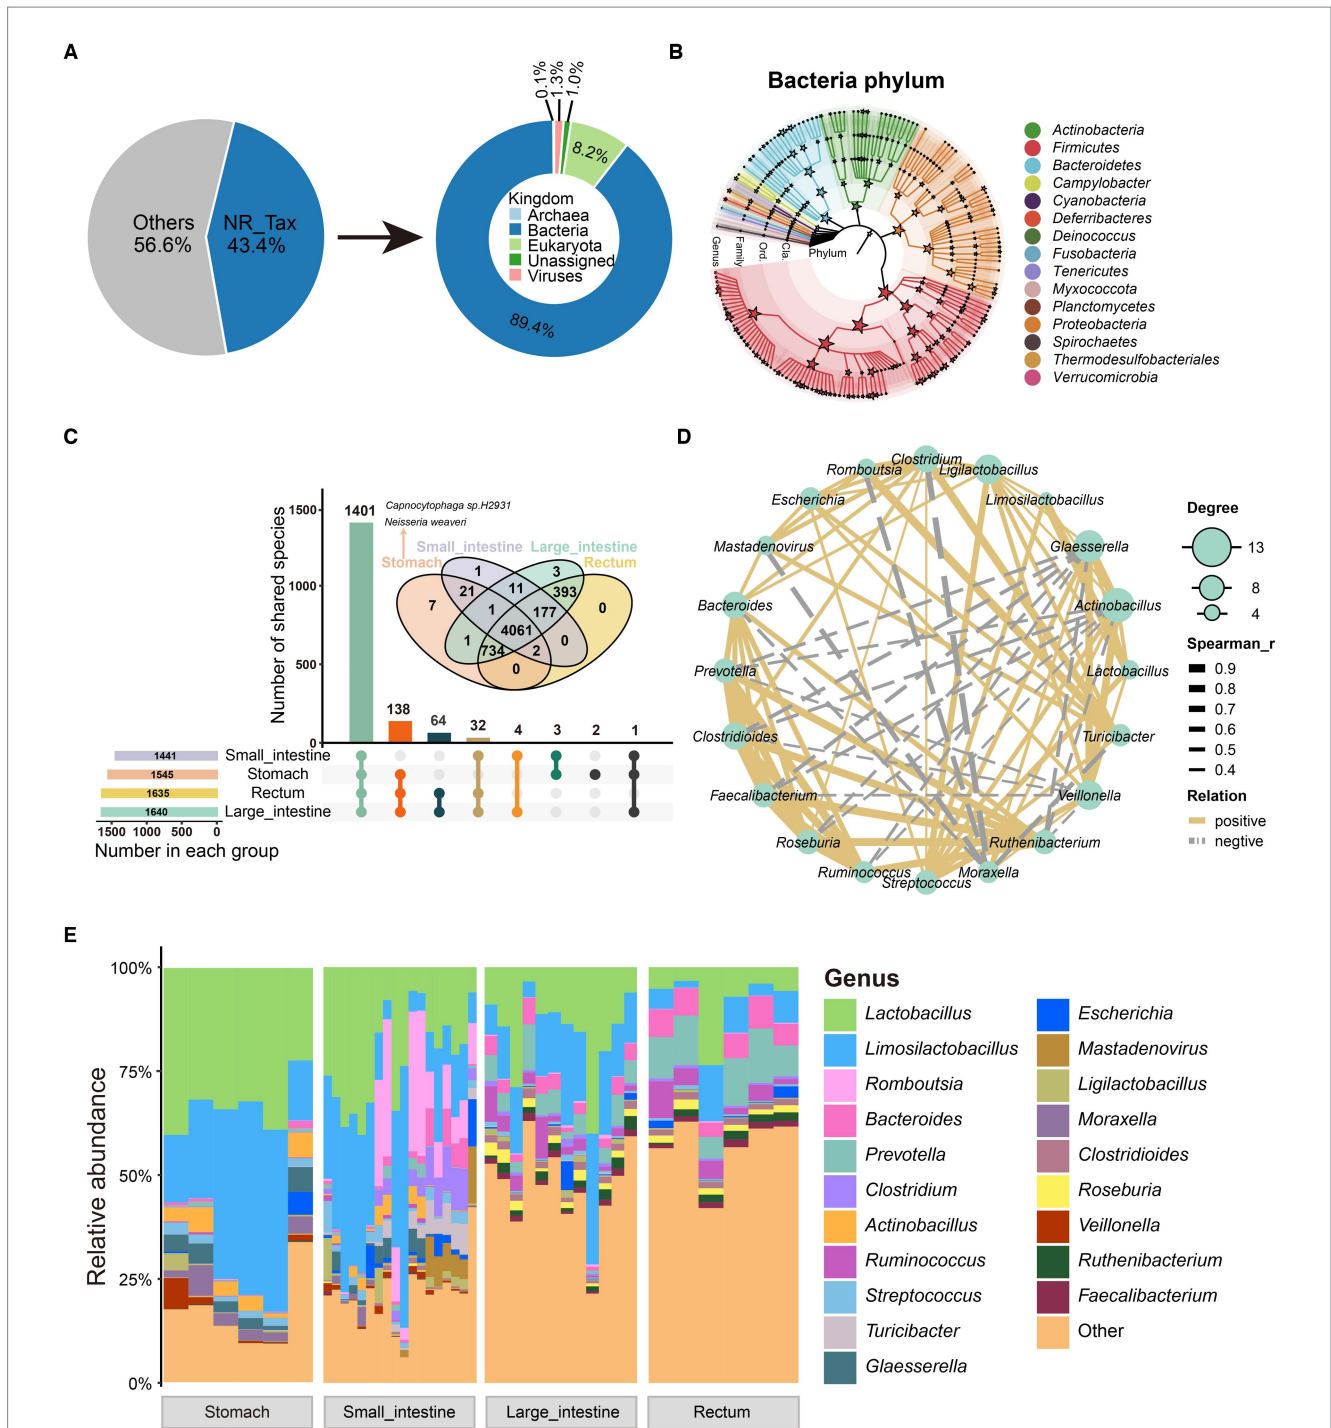 A
Others
56.6%
NR_Tax
43.4%
0.1%
1.3%
1.0%
8.2%
Kingdom
Archaea
Bacteria
Eukaryota
Unassigned
Viruses
89.4%
B
Bacteria phylum
Genus
Family
Ord.
Cla.
Phylum
Actinobacteria
Firmicutes
Bacteroidetes
Campylobacter
Cyanobacteria
Deferribacteres
Deinococcus
Fusobacteria
Tenericutes
Myxococcota
Planctomycetes
Proteobacteria
Spirochaetes
Thermodesulfobacteriales
Verrucomicrobia
C
Number of shared species
1500
1000
500
0
1401
138
64
32
4
3
2
1
Capnocytophaga sp.H2931
Neisseria weaveri
Small_intestine
Large_intestine
Stomach
Rectum
1
3
21
11
393
7
1
177
0
4061
1
0
734
2
0
1441
Small_intestine
1545
Stomach
1635
Rectum
1640
Large_intestine
1500
1000
500
0
Number in each group
D
Clostridium
Romboutsia
Ligilactobacillus
Escherichia
Limosilactobacillus
Mastadenovirus
Glaesserella
Bacteroides
Actinobacillus
Prevotella
Lactobacillus
Clostridioides
Turicibacter
Faecalibacterium
Veillonella
Roseburia
Ruthenibacterium
Ruminococcus
Moraxella
Streptococcus
Degree
13
8
4
Spearman_r
0.9
0.8
0.7
0.6
0.5
0.4
Relation
positive
negtive
E
Relative abundance
100%
75%
50%
25%
0%
Stomach
Small_intestine
Large_intestine
Rectum
Genus
Lactobacillus
Limosilactobacillus
Romboutsia
Bacteroides
Prevotella
Clostridium
Actinobacillus
Ruminococcus
Streptococcus
Turicibacter
Glaesserella
Escherichia
Mastadenovirus
Ligilactobacillus
Moraxella
Clostridioides
Roseburia
Veillonella
Ruthenibacterium
Faecalibacterium
Other